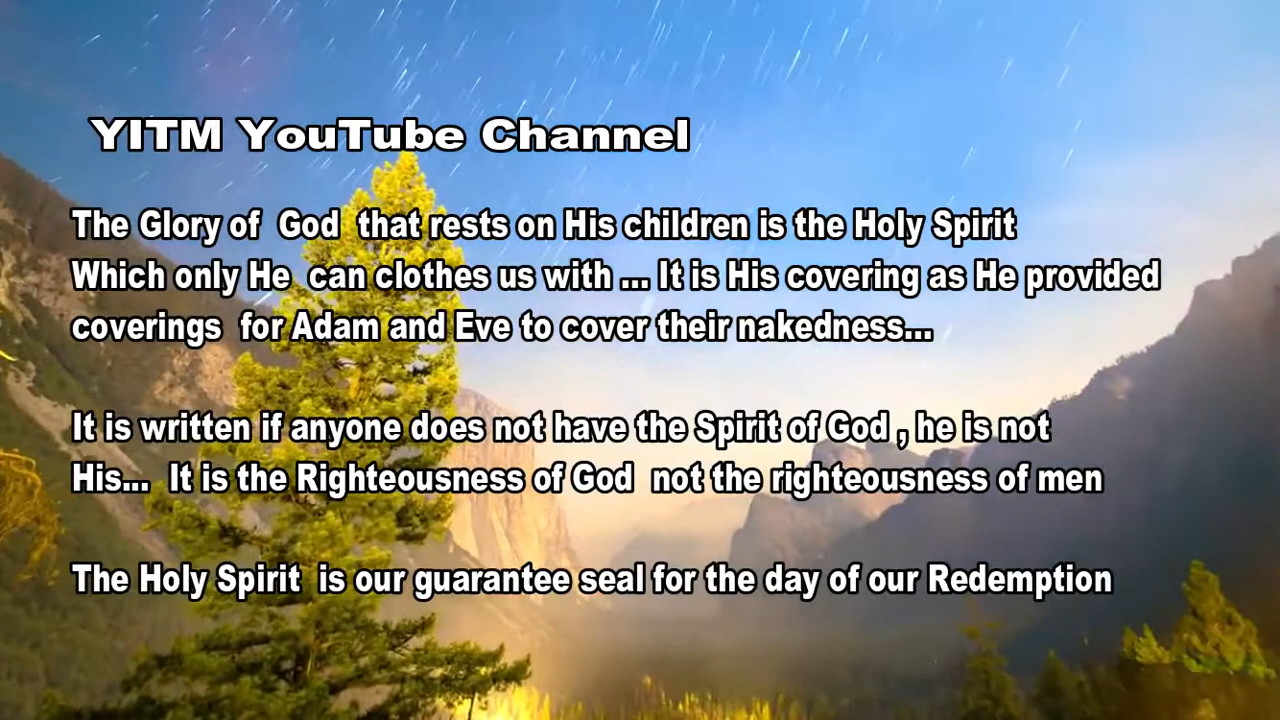 YITM YouTube Channel
The Glory of God that rests on His children is the Holy Spirit
Which only He can clothes us with ... It is His covering as He provided
coverings for Adam and Eve to cover their nakedness...
It is written if anyone does not have the Spirit of God , he is not
His... It is the Righteousness of God not the righteousness of men
The Holy Spirit is our guarantee seal for the day of our Redemption